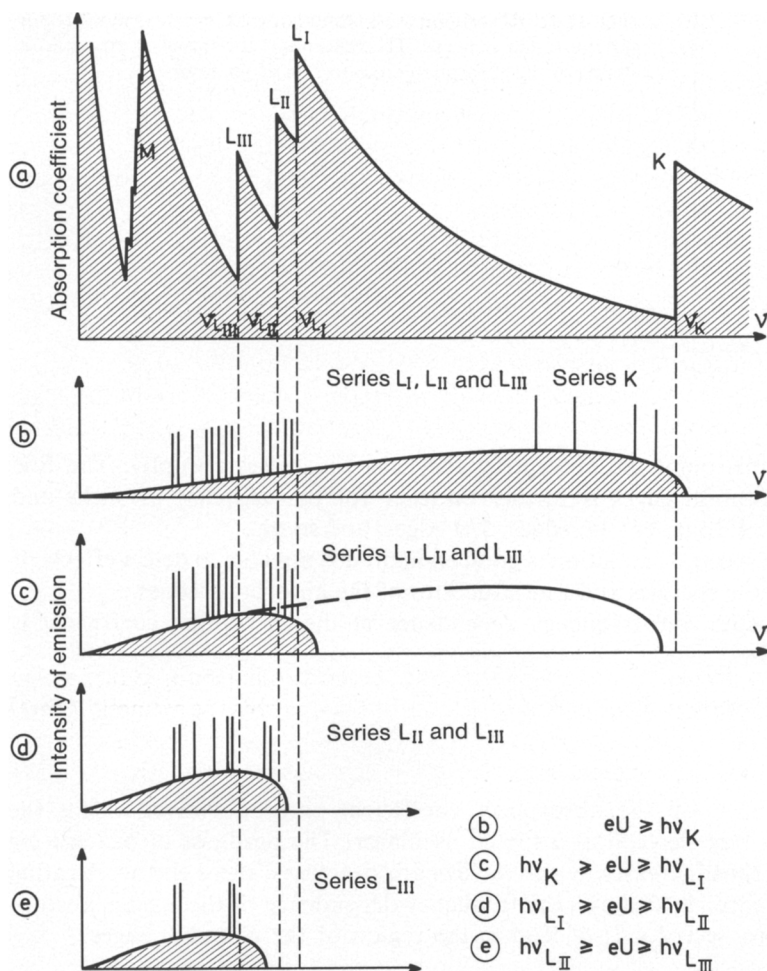 Absorption coefficient
Intensity of emission
ⓐ
M
L_III
L_II
L_I
K
ν_L_III
ν_L_II
ν_L_I
ν_K
ν
ⓑ
Series L_I, L_II and L_III
Series K
ν
ⓒ
Series L_I, L_II and L_III
ν
ⓓ
Series L_II and L_III
ⓔ
Series L_III
ⓑ eU ⩾ hν_K
ⓒ hν_K ⩾ eU ⩾ hν_L_I
ⓓ hν_L_I ⩾ eU ⩾ hν_L_II
ⓔ hν_L_II ⩾ eU ⩾ hν_L_III